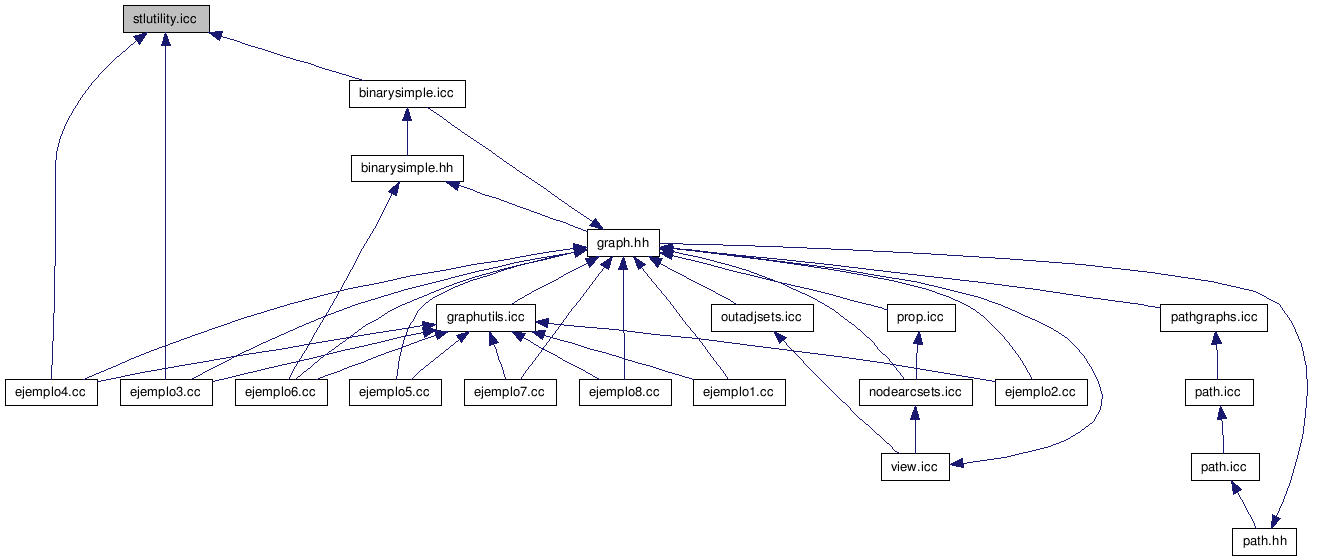 stlutility.icc
binarysimple.icc
binarysimple.hh
graph.hh
graphutils.icc
outadjsets.icc
prop.icc
pathgraphs.icc
ejemplo4.cc
ejemplo3.cc
ejemplo6.cc
ejemplo5.cc
ejemplo7.cc
ejemplo8.cc
ejemplo1.cc
nodearcsets.icc
ejemplo2.cc
path.icc
view.icc
path.icc
path.hh